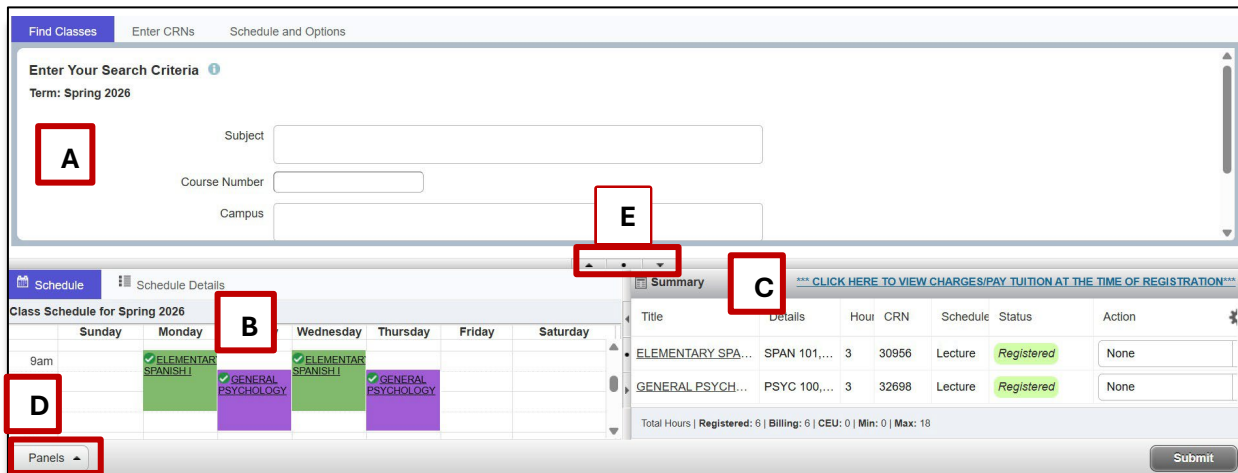 Find Classes Enter CRNs Schedule and Options
Enter Your Search Criteria
Term: Spring 2026
A
Subject
Course Number
Campus
E
Schedule Schedule Details
Class Schedule for Spring 2026
B
Sunday Monday Wednesday Thursday Friday Saturday
9am
ELEMENTAR
SPANISH I
GENERAL
PSYCHOLOGY
ELEMENTAR
SPANISH I
GENERAL
PSYCHOLOGY
D
Panels
Summary
C
*** CLICK HERE TO VIEW CHARGES/PAY TUITION AT THE TIME OF REGISTRATION***
Title Details Hour CRN Schedule Status Action
ELEMENTARY SPA... SPAN 101,... 3 30956 Lecture Registered None
GENERAL PSYCH... PSYC 100,... 3 32698 Lecture Registered None
Total Hours | Registered: 6 | Billing: 6 | CEU: 0 | Min: 0 | Max: 18
Submit